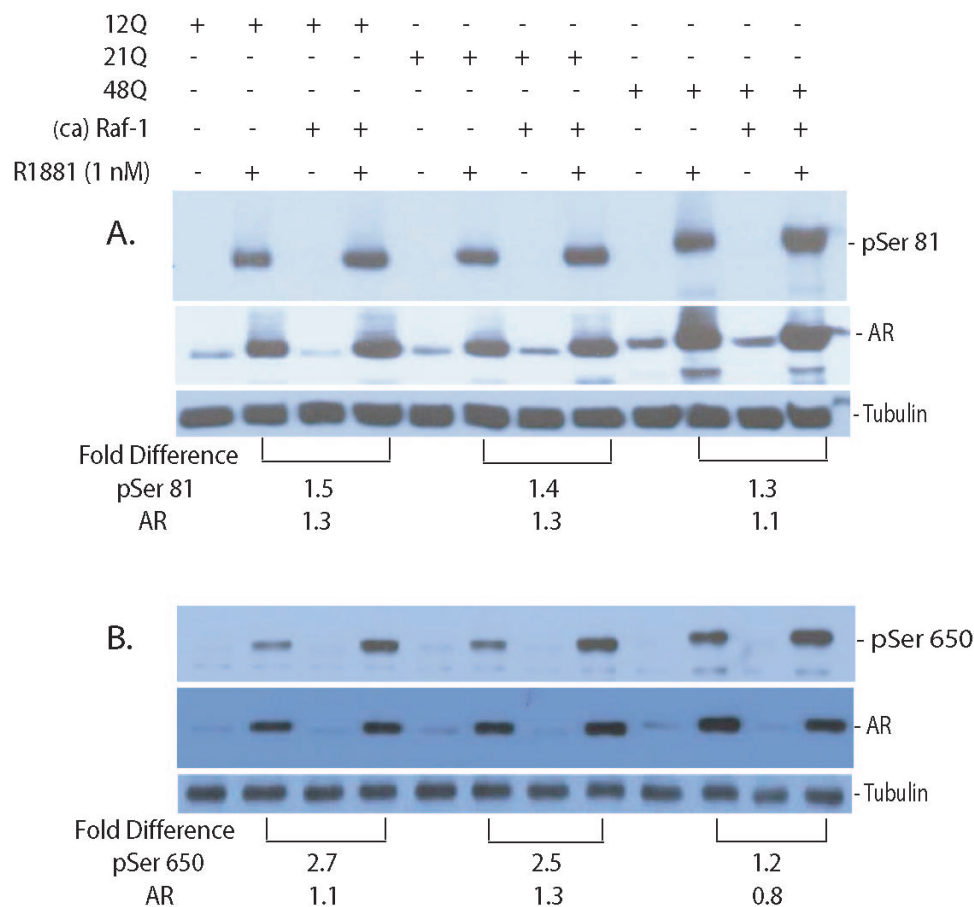 12Q + + + + - - - - - - - -
21Q - - - - + + + + - - - -
48Q - - - - - - - - + + + +
(ca) Raf-1 - - + + - - + + - - + +
R1881 (1 nM) - + - + - + - + - + - +
A.
- pSer 81
- AR
- Tubulin
Fold Difference
pSer 81 1.5 1.4 1.3
AR 1.3 1.3 1.1
B.
- pSer 650
- AR
- Tubulin
Fold Difference
pSer 650 2.7 2.5 1.2
AR 1.1 1.3 0.8